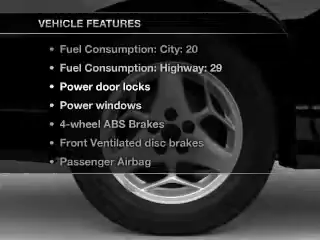 VEHICLE FEATURES
• Fuel Consumption: City: 20
• Fuel Consumption: Highway: 29
• Power door locks
• Power windows
• 4-wheel ABS Brakes
• Front Ventilated disc brakes
• Passenger Airbag